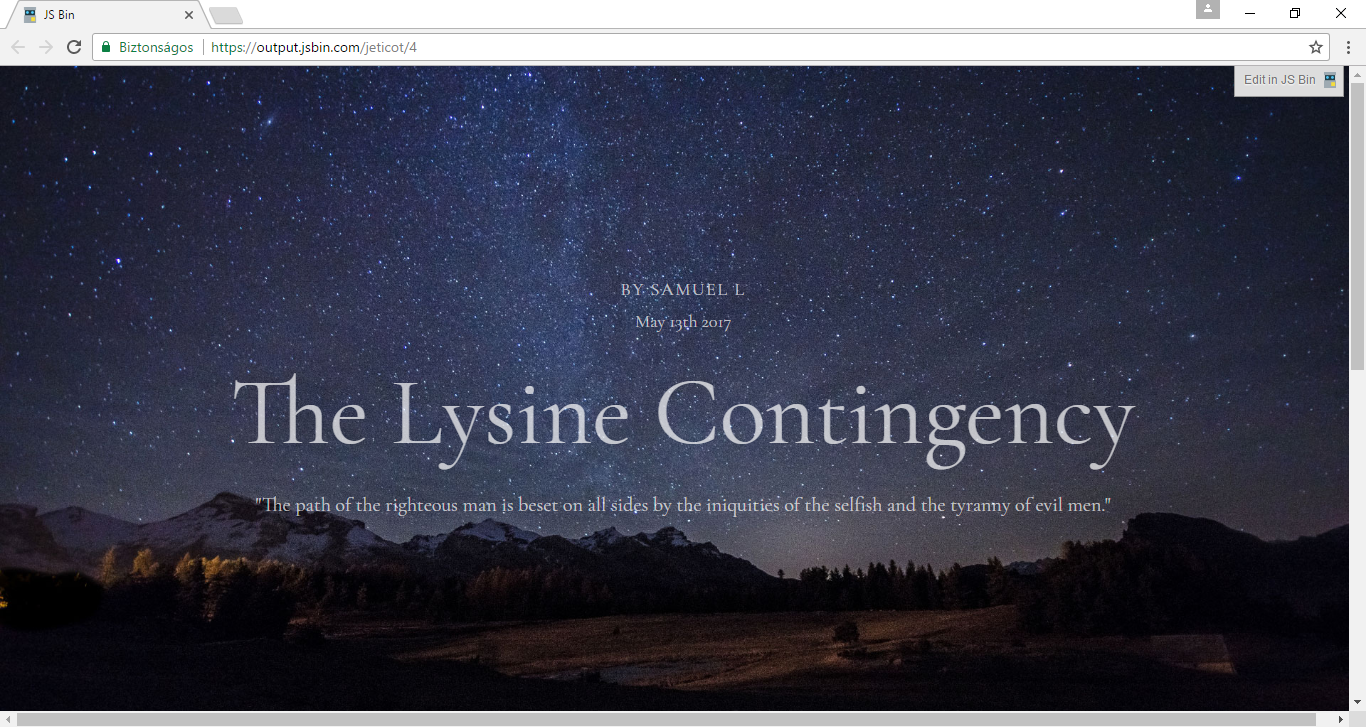 JS Bin
Biztonságos https://output.jsbin.com/jeticot/4
Edit in JS Bin
BY SAMUEL L
May 13th 2017
The Lysine Contingency
"The path of the righteous man is beset on all sides by the iniquities of the selfish and the tyranny of evil men."